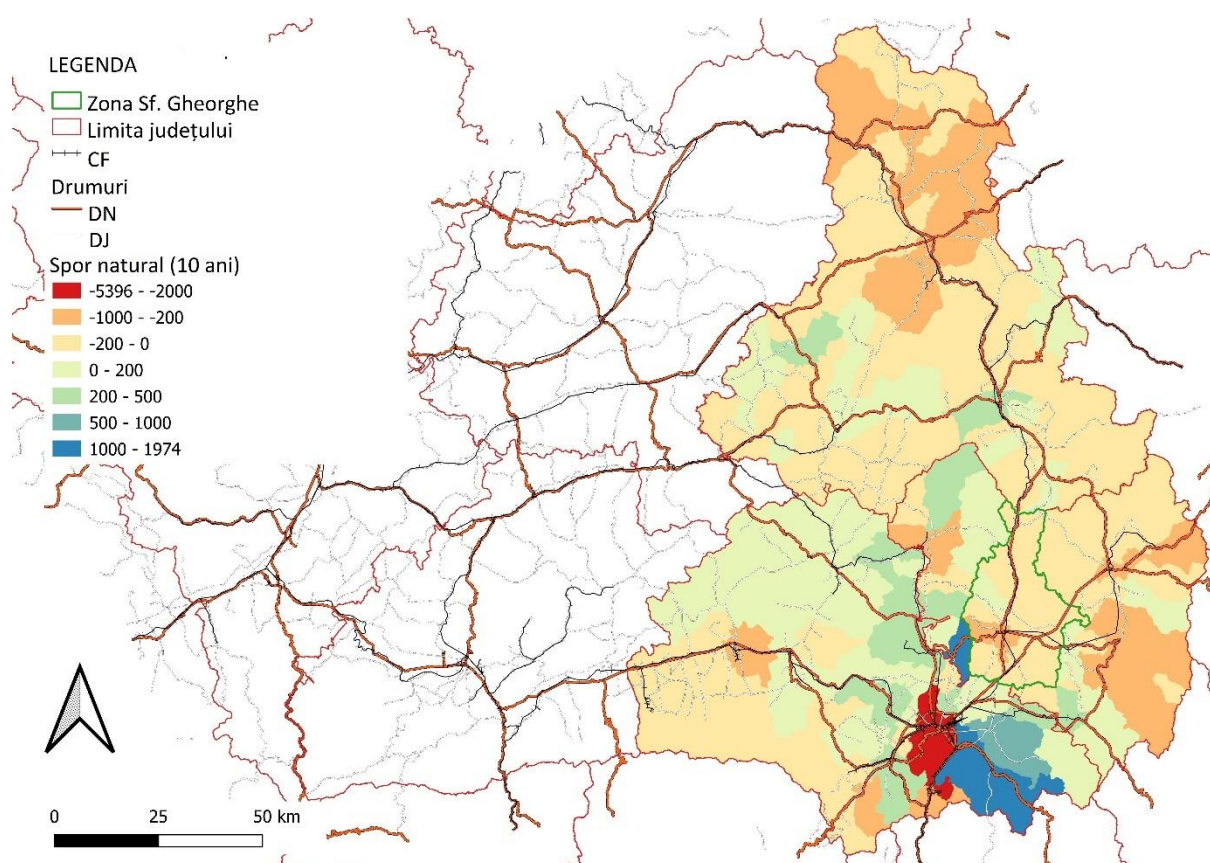 LEGENDA
Zona Sf. Gheorghe
Limita județului
CF
Drumuri
DN
DJ
Spor natural (10 ani)
-5396 - -2000
-1000 - -200
-200 - 0
0 - 200
200 - 500
500 - 1000
1000 - 1974
0 25 50 km